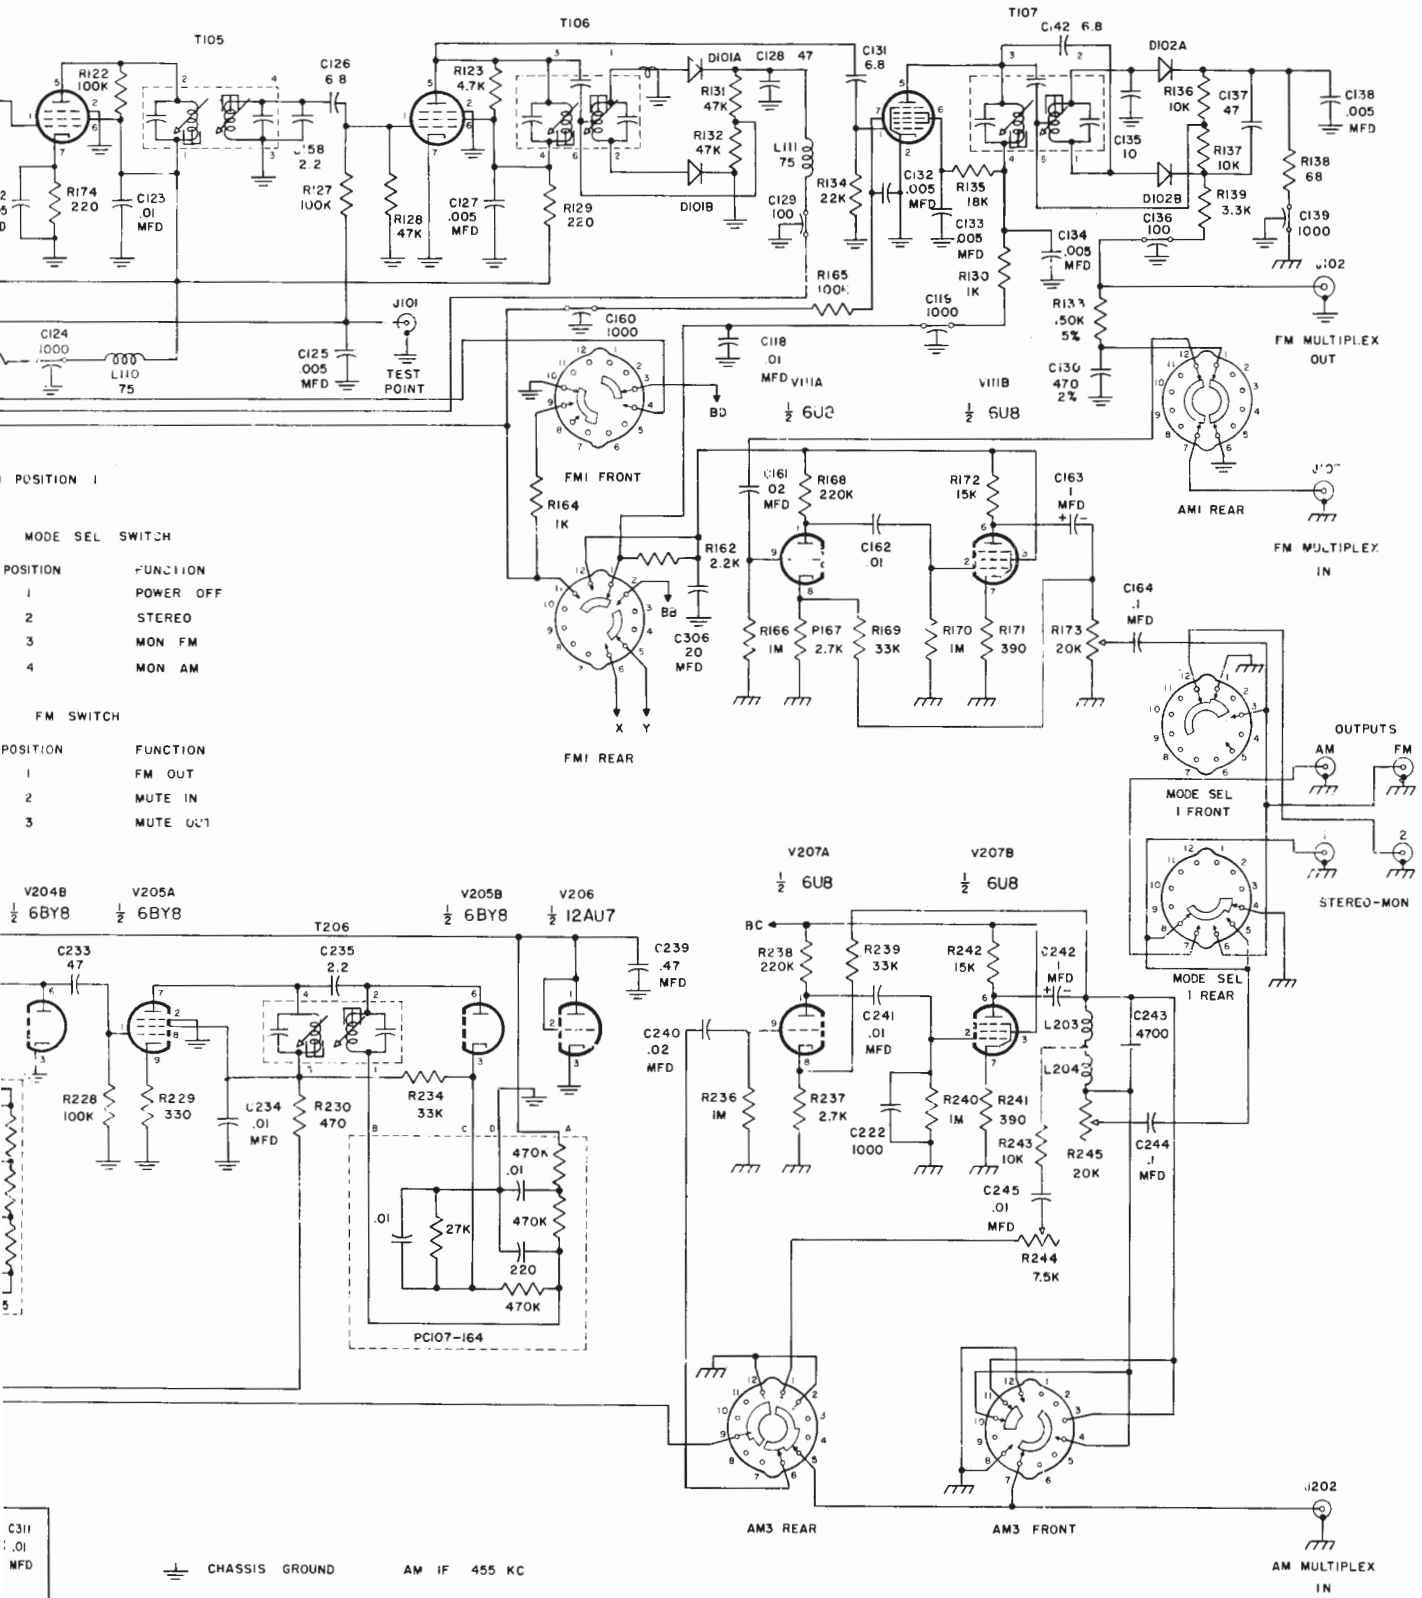 T105
T106
T107
C142 6.8
R122
100K
C126
6 8
R123
4.7K
D101A
C128 47
C131
6.8
D102A
R131
47K
R136
10K
C137
47
C138
.005
MFD
R132
47K
L111
75
C135
10
R137
10K
R138
68
2.2
R174
220
C123
.01
MFD
R127
100K
R128
47K
C127
.005
MFD
R129
220
D101B
C129
100
R134
22K
C132
.005
MFD
R135
18K
D102B
R139
3.3K
C133
.005
MFD
C136
100
C139
1000
C134
.005
MFD
R130
1K
J102
FM MULTIPLEX
OUT
R165
100K
J101
TEST
POINT
C124
1000
L110
75
C125
.005
MFD
C160
1000
C119
1000
R133
.50K
5%
C118
.01
MFD
C130
470
2%
V111A
1/2
V111B
1/2 6U8
BD
FM1 FRONT
POSITION 1
R164
1K
C161
02
MFD
R168
220K
R172
15K
C163
1
MFD
+ -
AM1 REAR
FM MULTIPLEX
IN
MODE SEL SWITCH
POSITION FUNCTION
1 POWER OFF
2 STEREO
3 MON FM
4 MON AM
R162
2.2K
C162
.01
BB
C306
20
MFD
R166
1M
R167
2.7K
R169
33K
R170
1M
R171
390
R173
20K
C164
.1
MFD
X Y
FM1 REAR
FM SWITCH
POSITION FUNCTION
1 FM OUT
2 MUTE IN
3 MUTE OUT
OUTPUTS
AM FM
MODE SEL
1 FRONT
1 2
STEREO-MON
MODE SEL
1 REAR
V204B
1/2 6BY8
V205A
1/2 6BY8
V205B
1/2 6BY8
V206
1/2 12AU7
V207A
1/2 6U8
V207B
1/2 6U8
T206
BC
C233
47
C235
2.2
C239
.47
MFD
R238
220K
R239
33K
R242
15K
C242
1
MFD
+ -
C240
.02
MFD
C241
.01
MFD
L203
C243
4700
L204
R228
100K
R229
330
C234
.01
MFD
R230
470
R234
33K
R236
1M
R237
2.7K
C222
1000
R240
1M
R241
390
R243
10K
R245
20K
C244
.1
MFD
B C D A
470K
.01
.01
27K
470K
220
470K
PC107-164
C245
.01
MFD
R244
7.5K
AM3 REAR
AM3 FRONT
J202
AM MULTIPLEX
IN
C311
.01
MFD
CHASSIS GROUND AM IF 455 KC